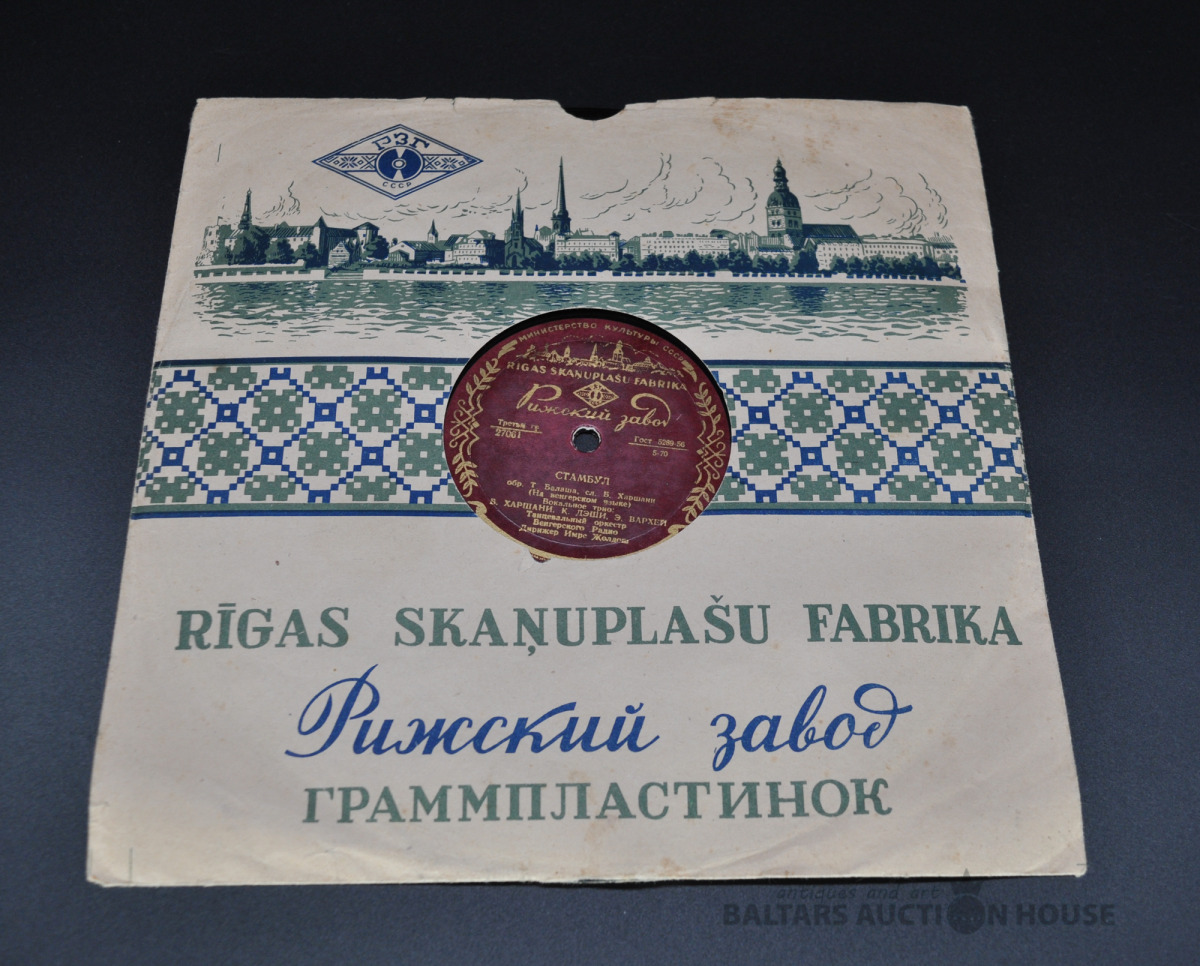 РЗГ
СССР
МИНИСТЕРСТВО КУЛЬТУРЫ СССР
RĪGAS SKAŅUPLAŠU FABRIKA
Рижский завод
Третья гр.
27061
Гост 5289-56
5-70
СТАМБУЛ
обр. Т. Балаша, сл. Б. Харшани
(На венгерском языке)
Вокальное трио:
В. ХАРШАНИ, К. ЛЭШИ, Э. ВАРХЕИ
Танцевальный оркестр
Венгерского Радио
Дирижер Имре Жолдош
RĪGAS SKAŅUPLAŠU FABRIKA
Рижский завод
ГРАММПЛАСТИНОК
antiques and art
BALTARS AUCTION HOUSE